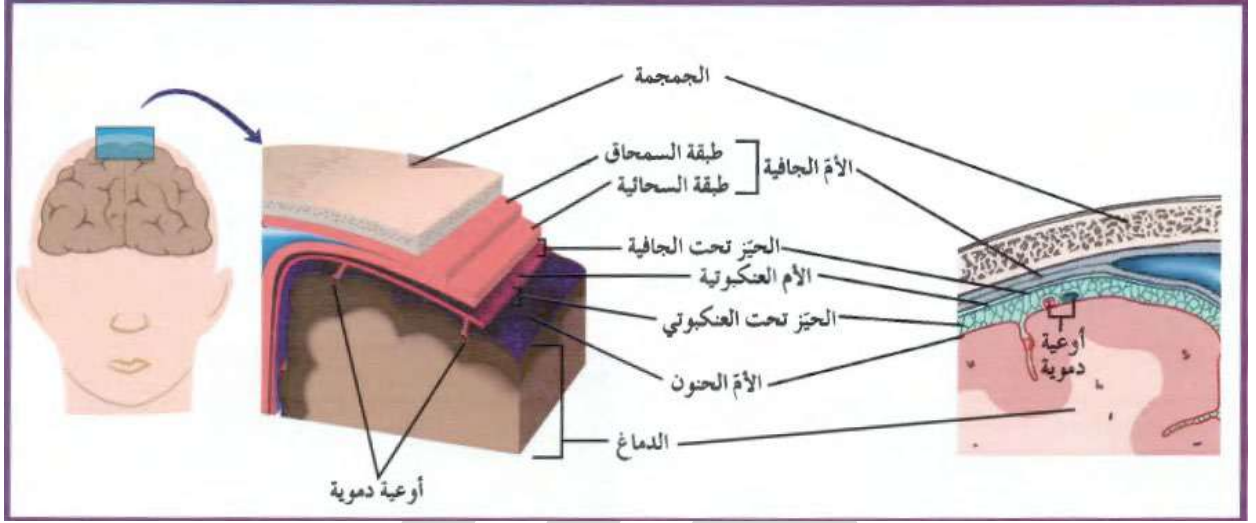 الجمجمة
طبقة السمحاق
الأمّ الجافية
طبقة السحائية
الحيّز تحت الجافية
الأم العنكبوتية
الحيّز تحت العنكبوتي
أوعية
دموية
الأمّ الحنون
الدماغ
أوعية دموية